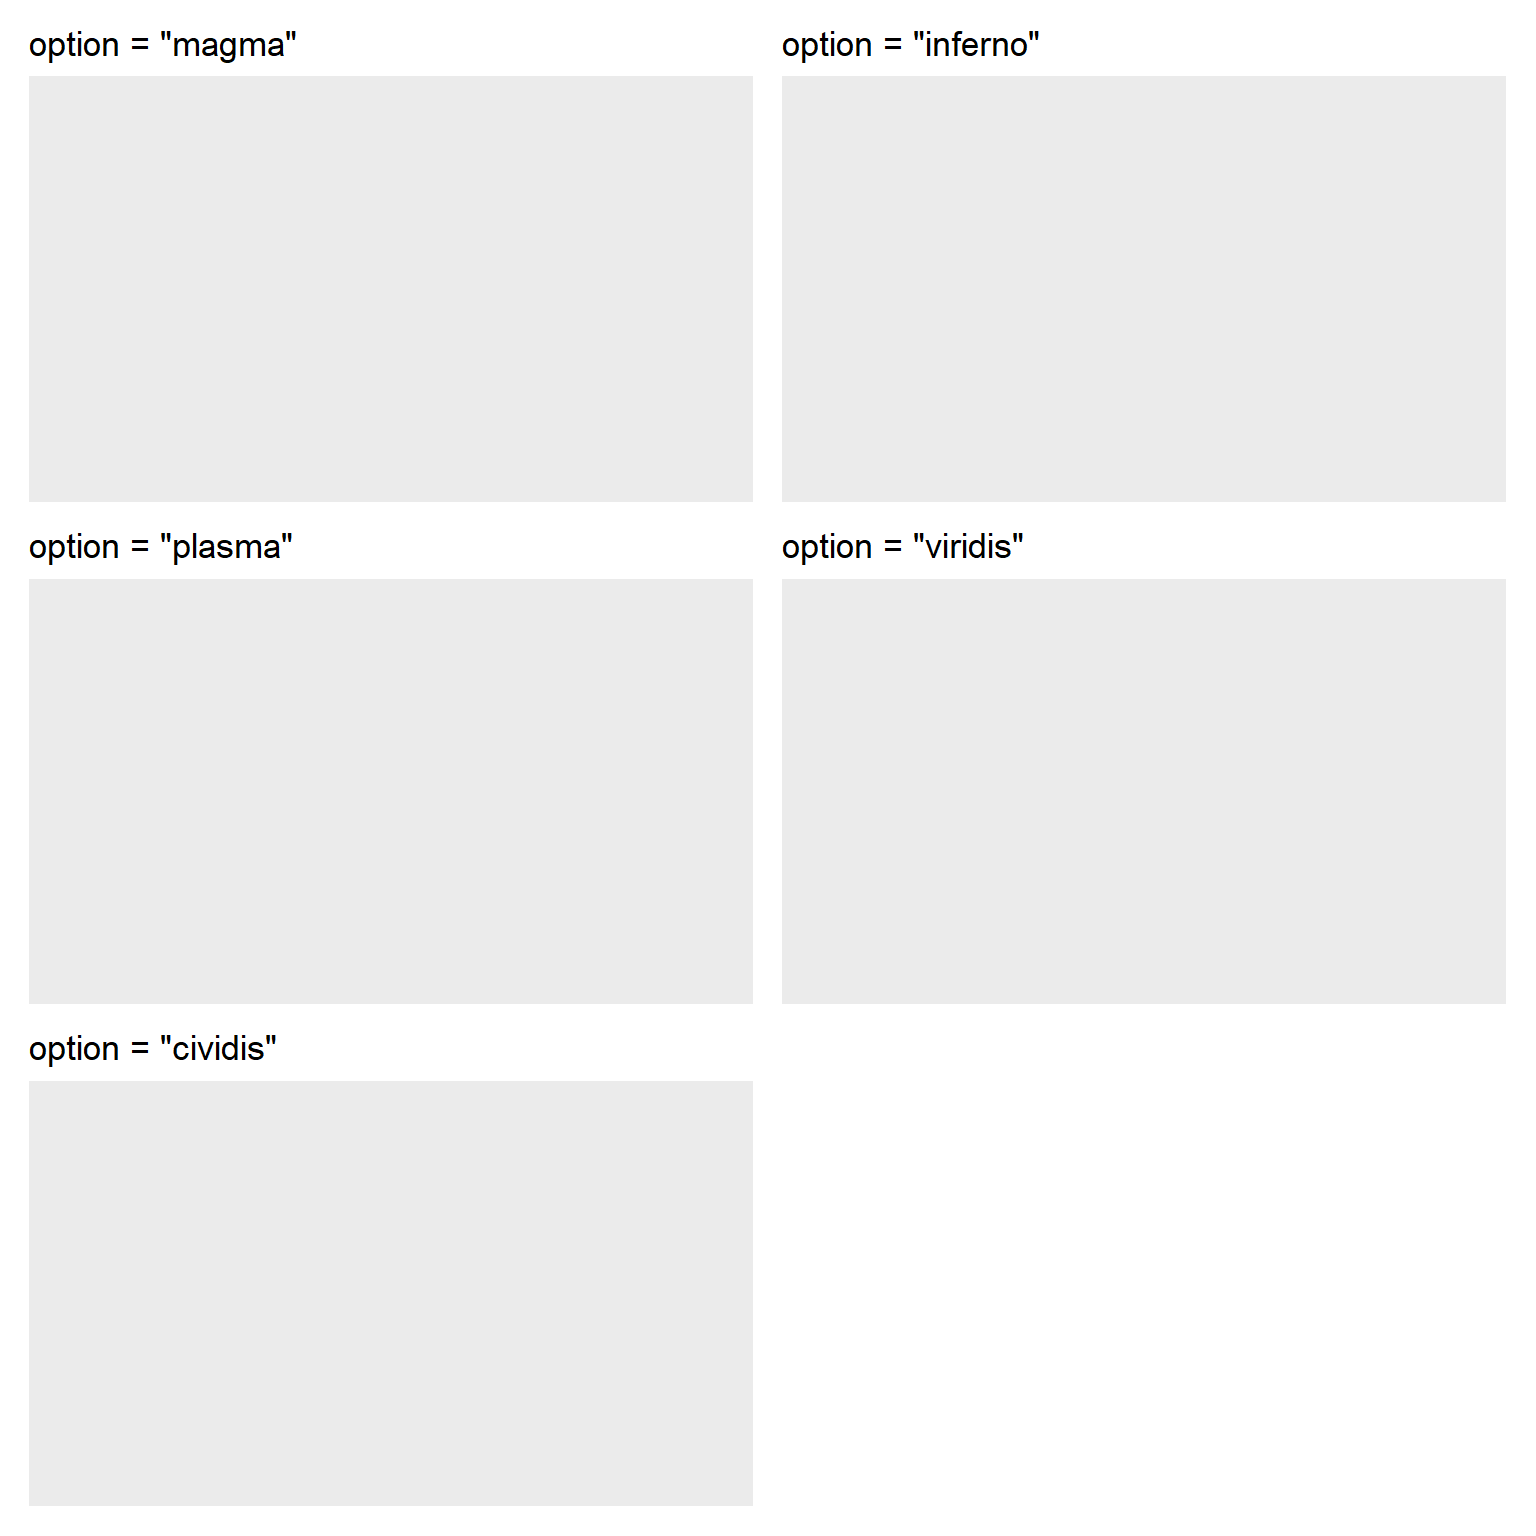 option = "magma"
option = "inferno"
option = "plasma"
option = "viridis"
option = "cividis"